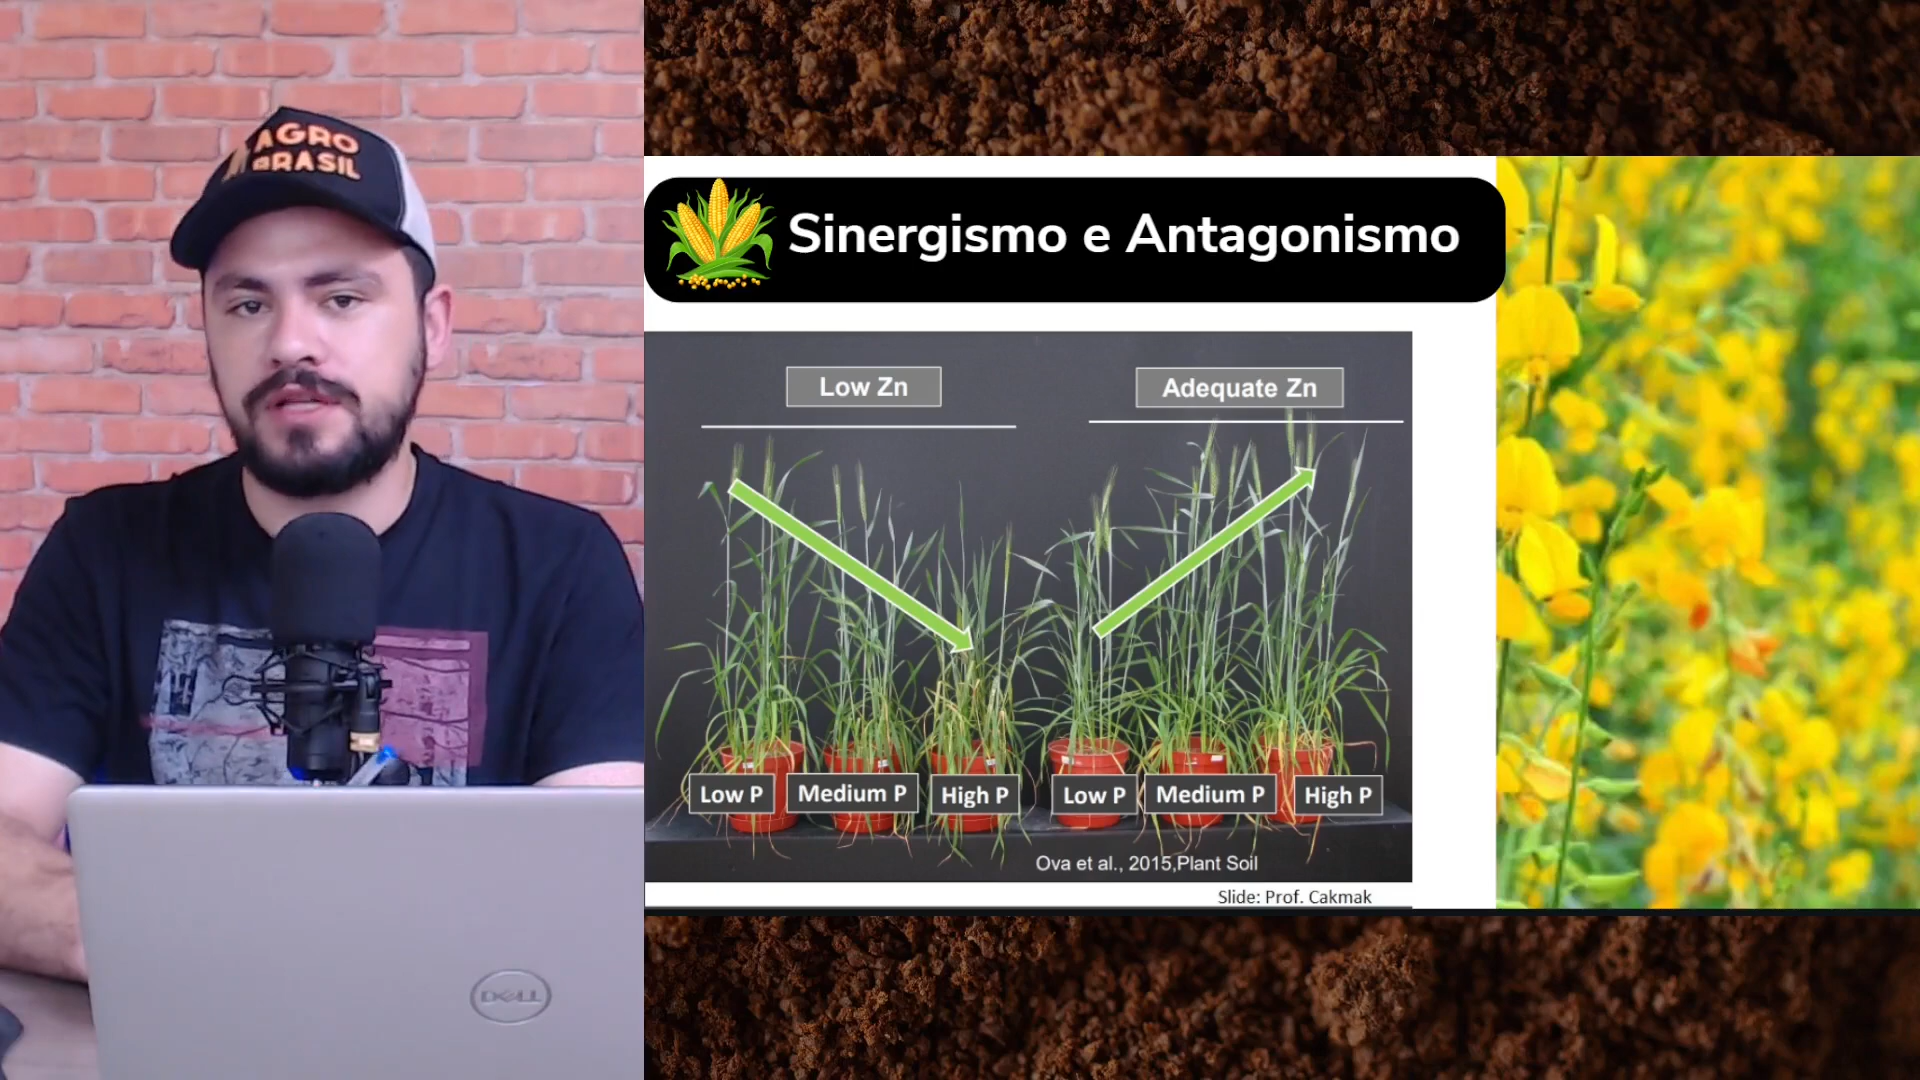 AGRO
BRASIL
Sinergismo e Antagonismo
Low Zn
Adequate Zn
Low P
Medium P
High P
Low P
Medium P
High P
Ova et al., 2015,Plant Soil
Slide: Prof. Cakmak
DELL